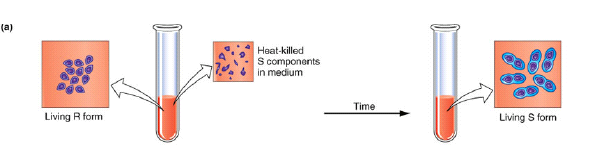 (a)
Living R form
Heat-killed
S components
in medium
Time
Living S form